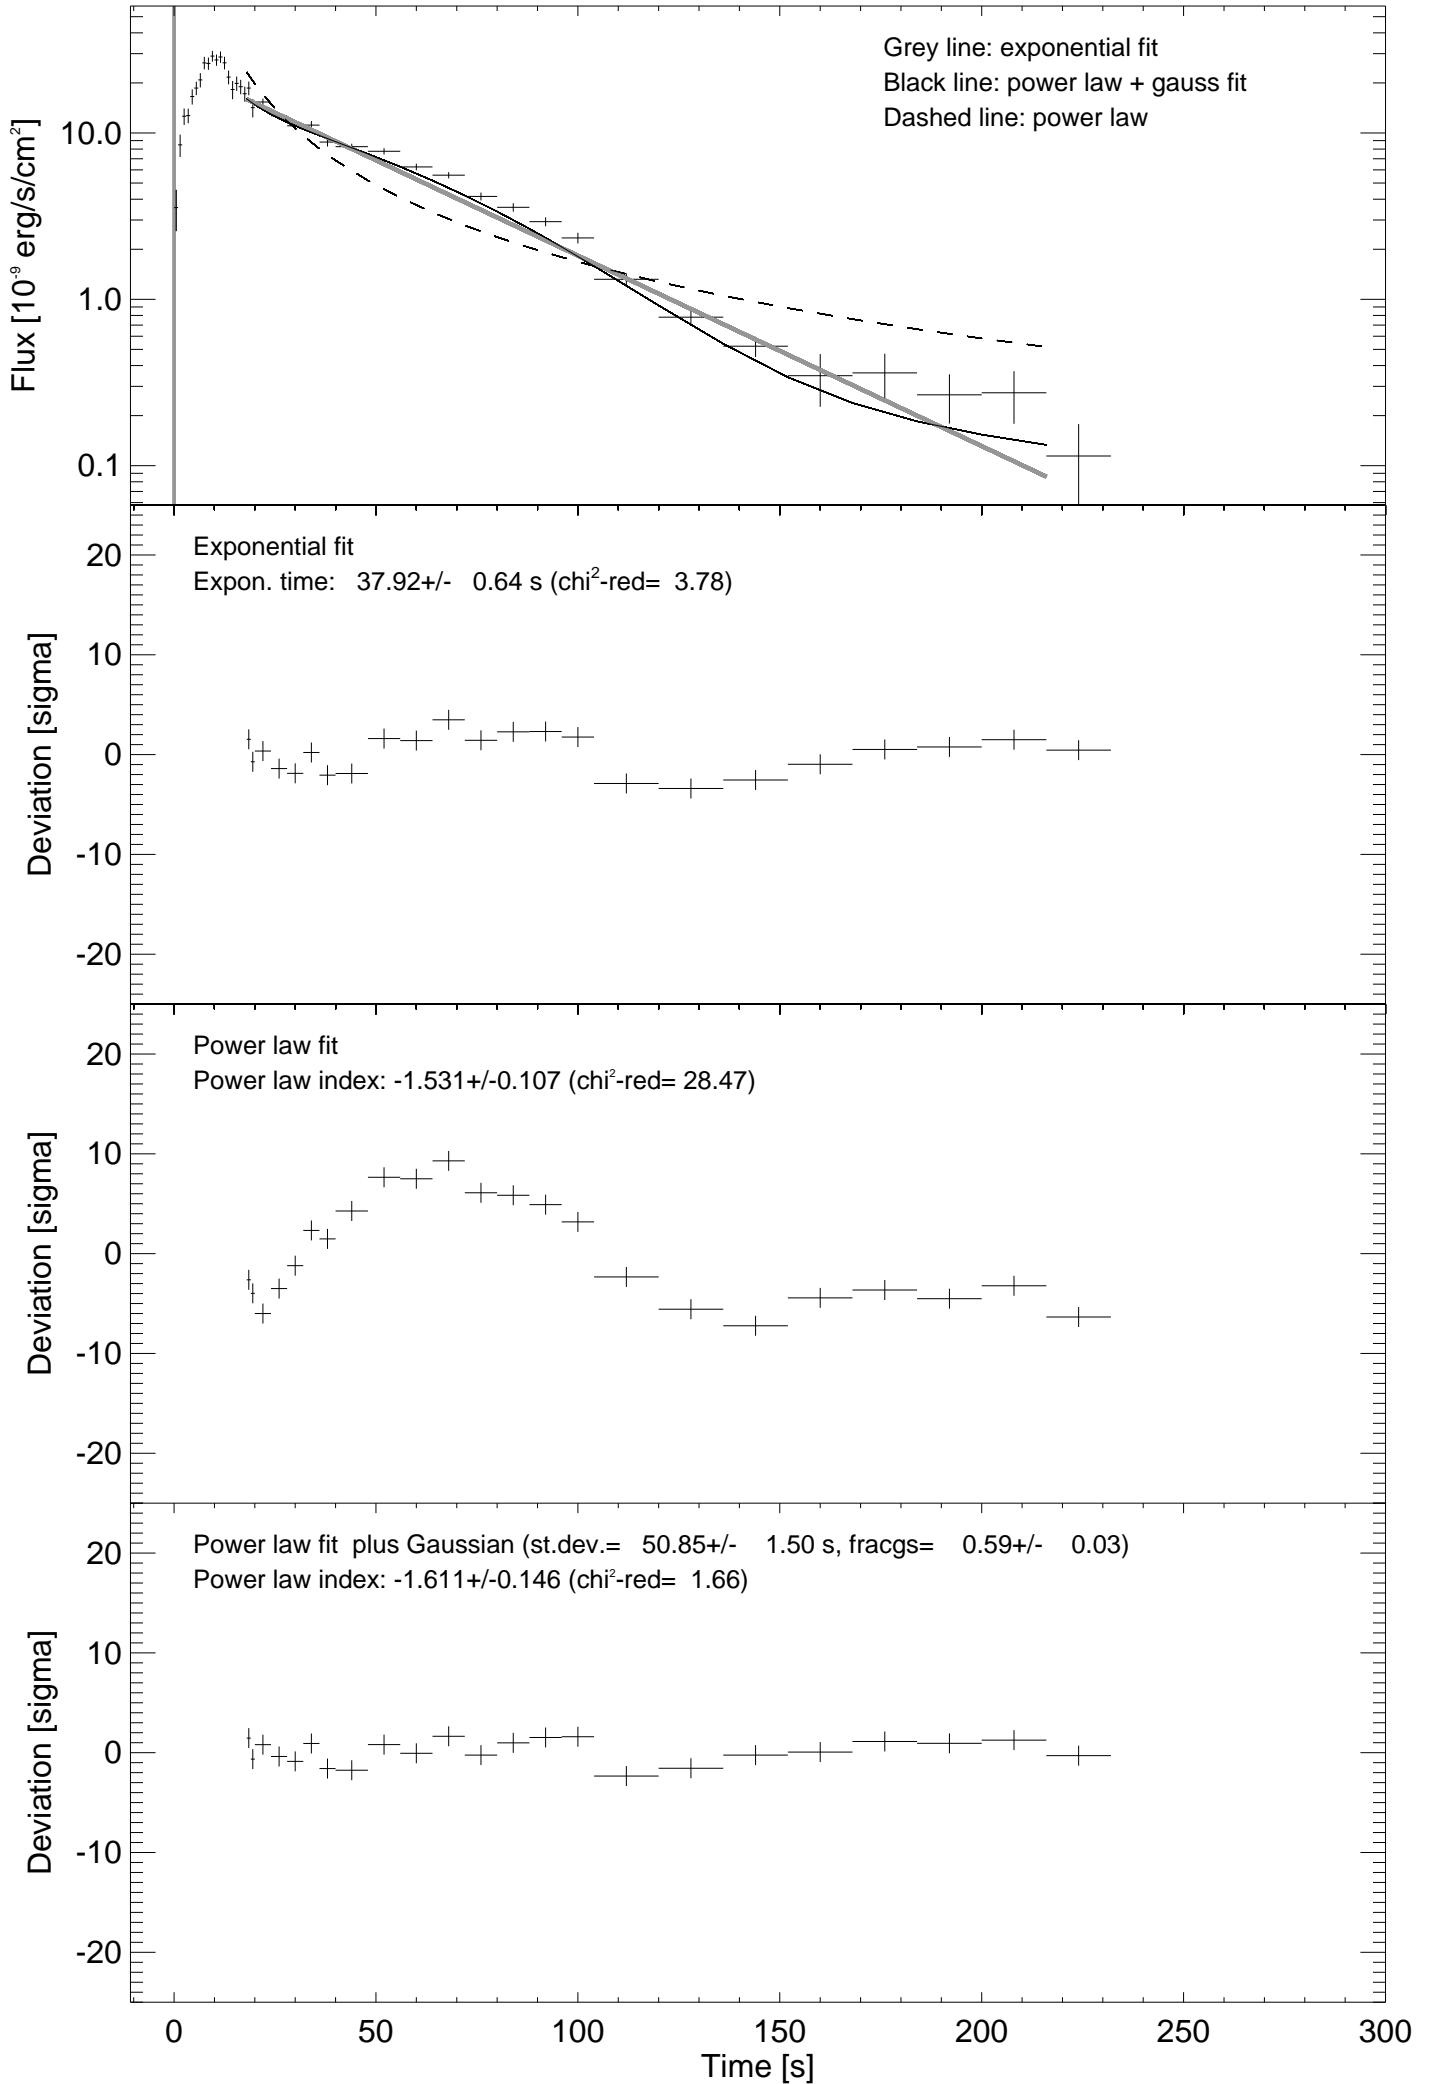 Grey line: exponential fit
Black line: power law + gauss fit
Dashed line: power law
Flux [10⁻⁹ erg/s/cm²]
10.0
1.0
0.1
Exponential fit
Expon. time:   37.92+/-   0.64 s (chi²-red=  3.78)
Deviation [sigma]
20
10
0
-10
-20
Power law fit
Power law index: -1.531+/-0.107 (chi²-red= 28.47)
Deviation [sigma]
20
10
0
-10
-20
Power law fit  plus Gaussian (st.dev.=   50.85+/-    1.50 s, fracgs=    0.59+/-    0.03)
Power law index: -1.611+/-0.146 (chi²-red=  1.66)
Deviation [sigma]
20
10
0
-10
-20
0 50 100 150 200 250 300
Time [s]